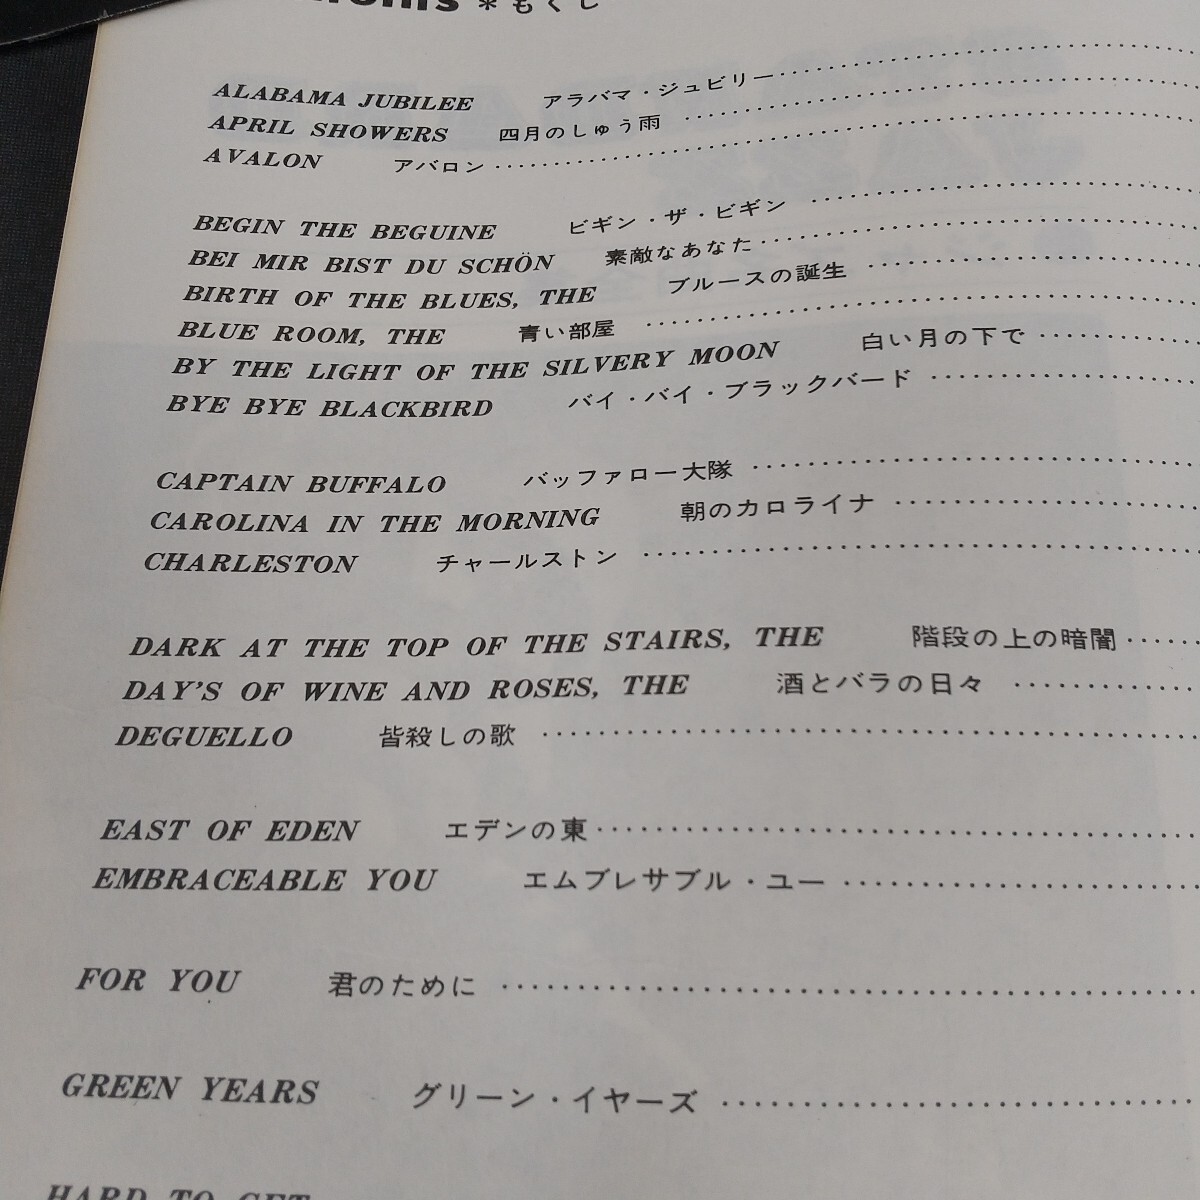 ＊もくじ
ALABAMA JUBILEE アラバマ・ジュビリー
APRIL SHOWERS 四月のしゅう雨
AVALON アバロン
BEGIN THE BEGUINE ビギン・ザ・ビギン
BEI MIR BIST DU SCHÖN 素敵なあなた
BIRTH OF THE BLUES, THE ブルースの誕生
BLUE ROOM, THE 青い部屋
BY THE LIGHT OF THE SILVERY MOON 白い月の下で
BYE BYE BLACKBIRD バイ・バイ・ブラックバード
CAPTAIN BUFFALO バッファロー大隊
CAROLINA IN THE MORNING 朝のカロライナ
CHARLESTON チャールストン
DARK AT THE TOP OF THE STAIRS, THE 階段の上の暗闇
DAY'S OF WINE AND ROSES, THE 酒とバラの日々
DEGUELLO 皆殺しの歌
EAST OF EDEN エデンの東
EMBRACEABLE YOU エムブレサブル・ユー
FOR YOU 君のために
GREEN YEARS グリーン・イヤーズ
HARD TO GET